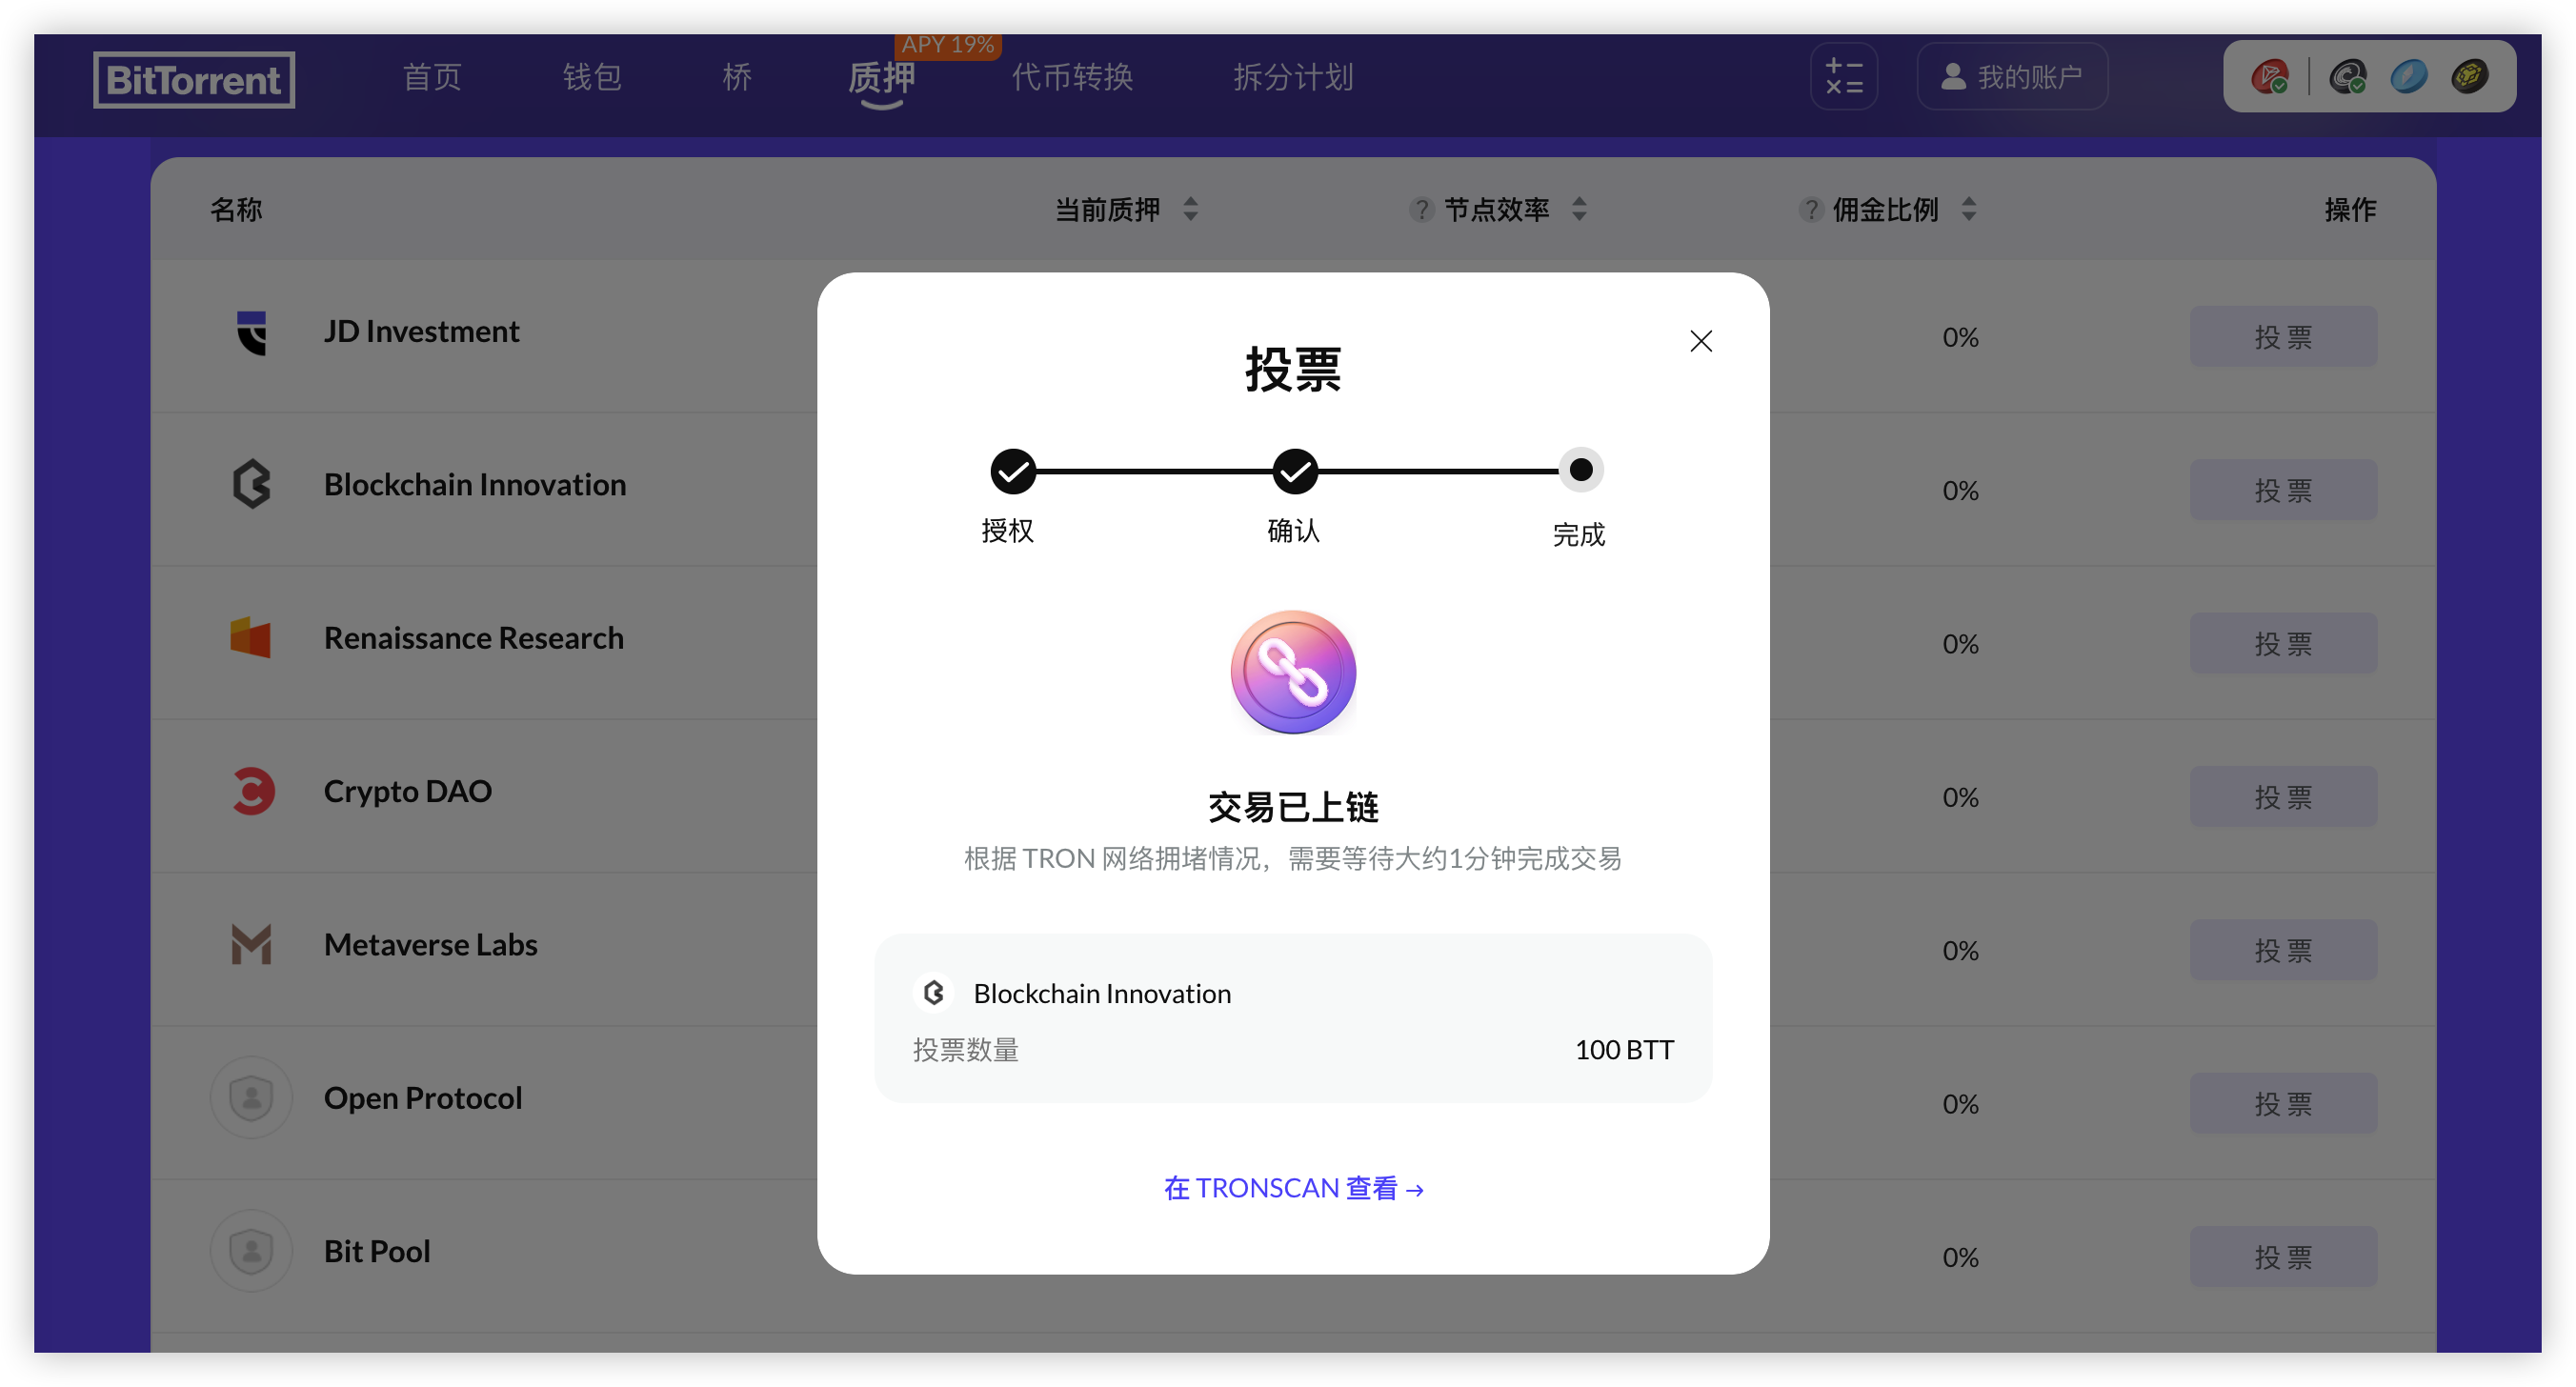 APY 19%
BitTorrent 首页 钱包 桥 质押 代币转换 拆分计划 我的账户
名称 当前质押 ? 节点效率 ? 佣金比例 操作
JD Investment 0% 投票
Blockchain Innovation 0% 投票
Renaissance Research 0% 投票
Crypto DAO 0% 投票
Metaverse Labs 0% 投票
Open Protocol 0% 投票
Bit Pool 0% 投票
投票
授权 确认 完成
交易已上链
根据 TRON 网络拥堵情况，需要等待大约1分钟完成交易
Blockchain Innovation
投票数量 100 BTT
在 TRONSCAN 查看 →